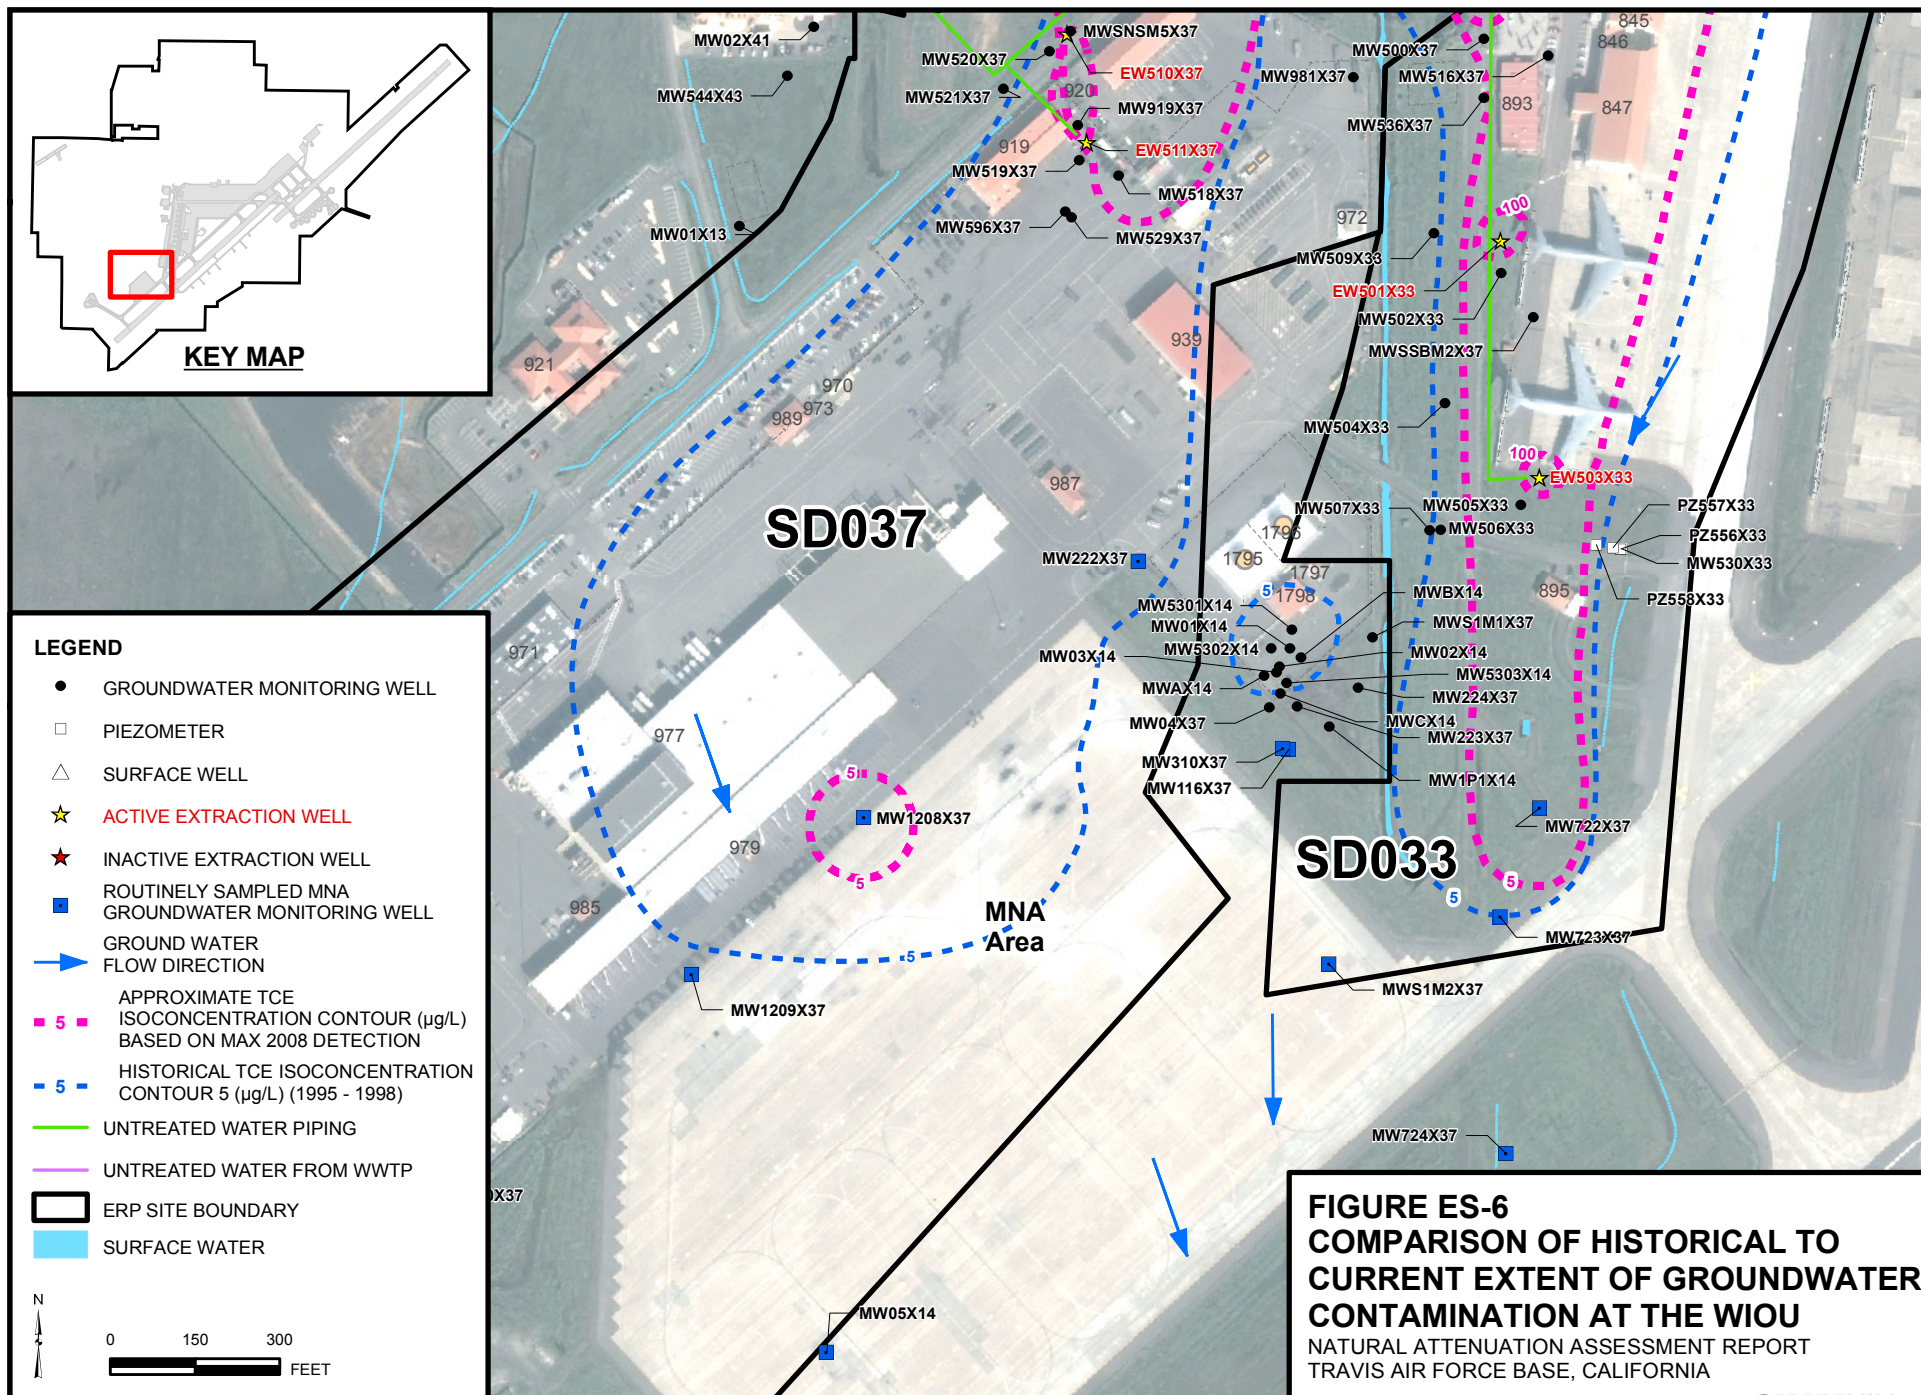 KEY MAP
MW02X41
MW544X43
MW01X13
MWSNSM5X37
MW520X37
EW510X37
MW521X37
920
MW919X37
919
EW511X37
MW519X37
MW518X37
MW596X37
MW529X37
MW981X37
MW500X37
MW516X37
845
846
893
847
MW536X37
972
100
MW509X33
EW501X33
MW502X33
MWSSBM2X37
939
921
970
973
989
MW504X33
100
EW503X33
987
SD037
MW507X33
MW505X33
MW506X33
PZ557X33
PZ556X33
MW530X33
PZ558X33
895
1796
1795
1797
1798
5
MW222X37
MW5301X14
MW01X14
MW5302X14
MW03X14
MWAX14
MW04X37
MWBX14
MWS1M1X37
MW02X14
MW5303X14
MW224X37
MWCX14
MW223X37
MW310X37
MW116X37
MW1P1X14
971
977
979
985
5
MW1208X37
5
SD033
MW722X37
5
5
MW723X37
MNA
Area
5
MW1209X37
MWS1M2X37
MW724X37
0X37
MW05X14
LEGEND
GROUNDWATER MONITORING WELL
PIEZOMETER
SURFACE WELL
ACTIVE EXTRACTION WELL
INACTIVE EXTRACTION WELL
ROUTINELY SAMPLED MNA
GROUNDWATER MONITORING WELL
GROUND WATER
FLOW DIRECTION
5
APPROXIMATE TCE
ISOCONCENTRATION CONTOUR (µg/L)
BASED ON MAX 2008 DETECTION
5
HISTORICAL TCE ISOCONCENTRATION
CONTOUR 5 (µg/L) (1995 - 1998)
UNTREATED WATER PIPING
UNTREATED WATER FROM WWTP
ERP SITE BOUNDARY
SURFACE WATER
N
0 150 300
FEET
FIGURE ES-6
COMPARISON OF HISTORICAL TO
CURRENT EXTENT OF GROUNDWATER
CONTAMINATION AT THE WIOU
NATURAL ATTENUATION ASSESSMENT REPORT
TRAVIS AIR FORCE BASE, CALIFORNIA